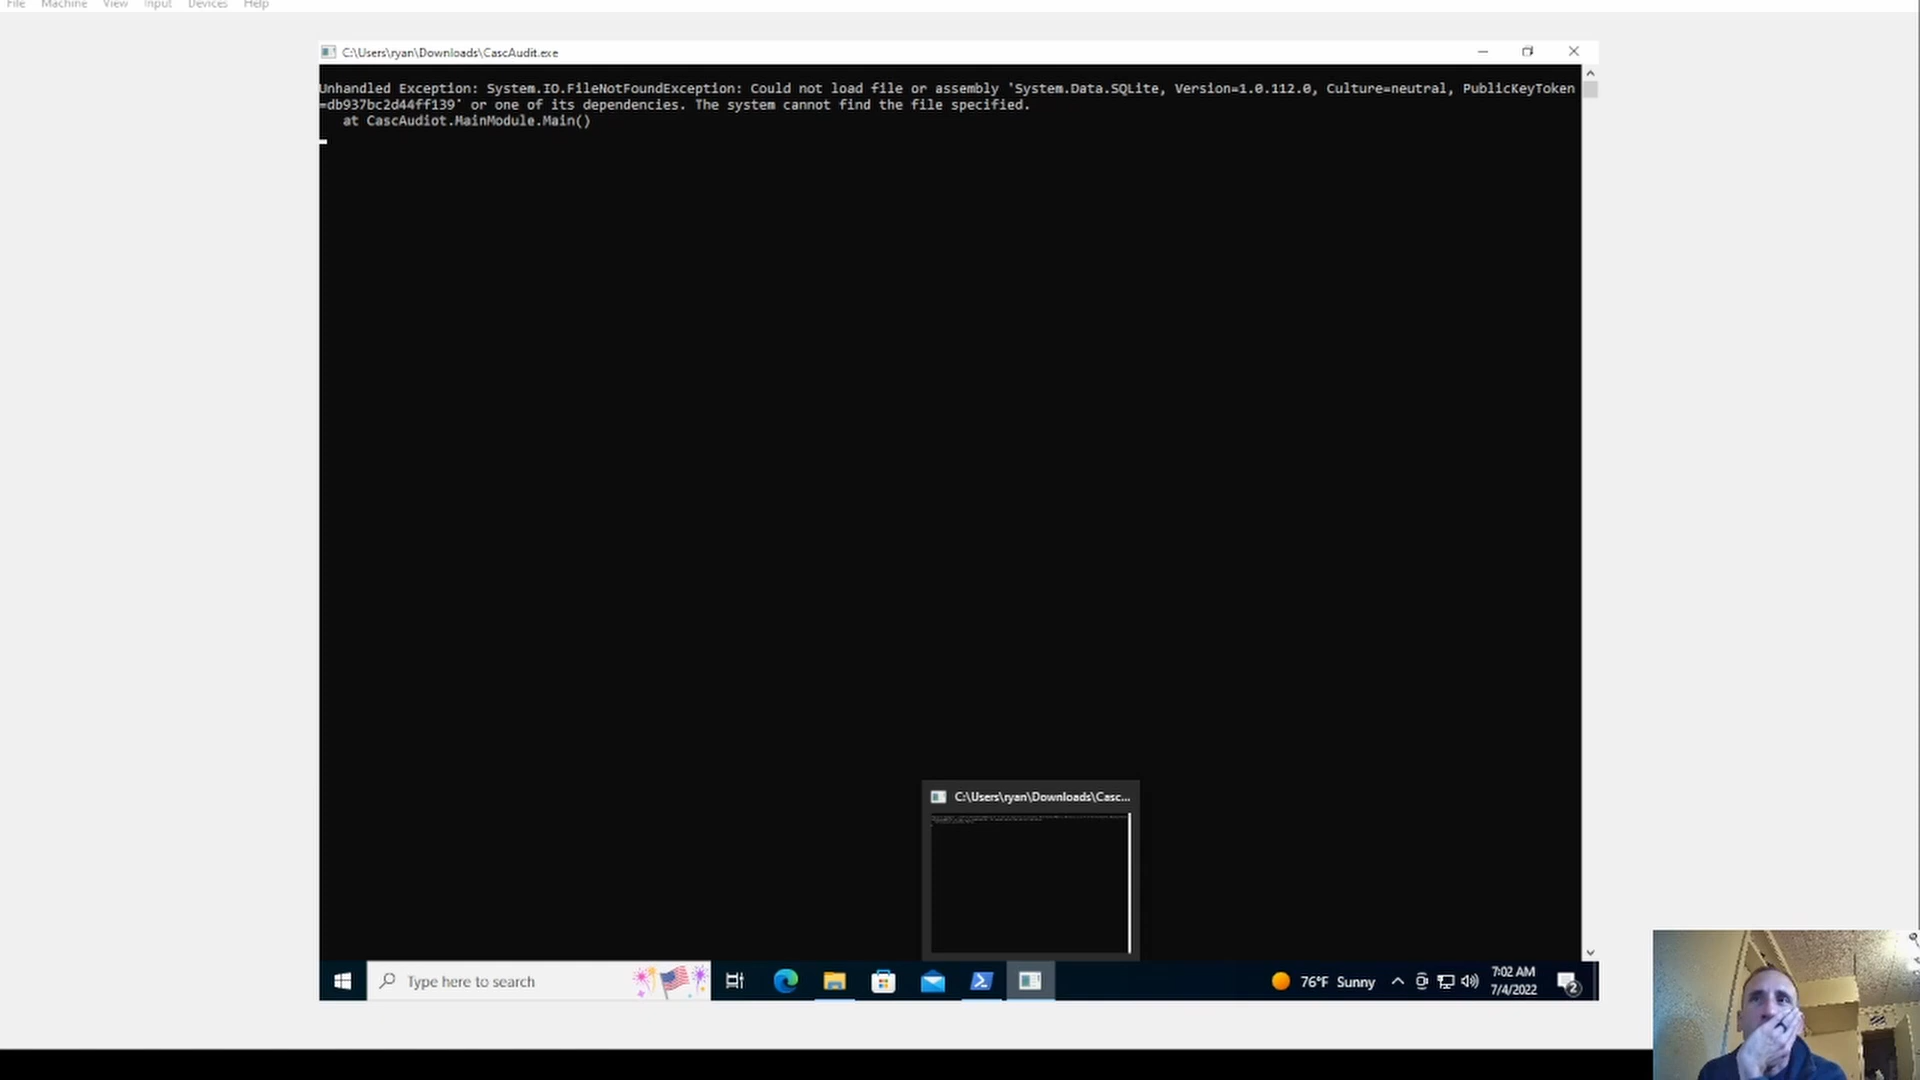 File Machine View Input Devices Help
C:\Users\ryan\Downloads\CascAudit.exe
Unhandled Exception: System.IO.FileNotFoundException: Could not load file or assembly 'System.Data.SQLite, Version=1.0.112.0, Culture=neutral, PublicKeyToken
=db937bc2d44ff139' or one of its dependencies. The system cannot find the file specified.
at CascAudiot.MainModule.Main()
C:\Users\ryan\Downloads\Casc...
Type here to search
76°F Sunny
7:02 AM
7/4/2022
2